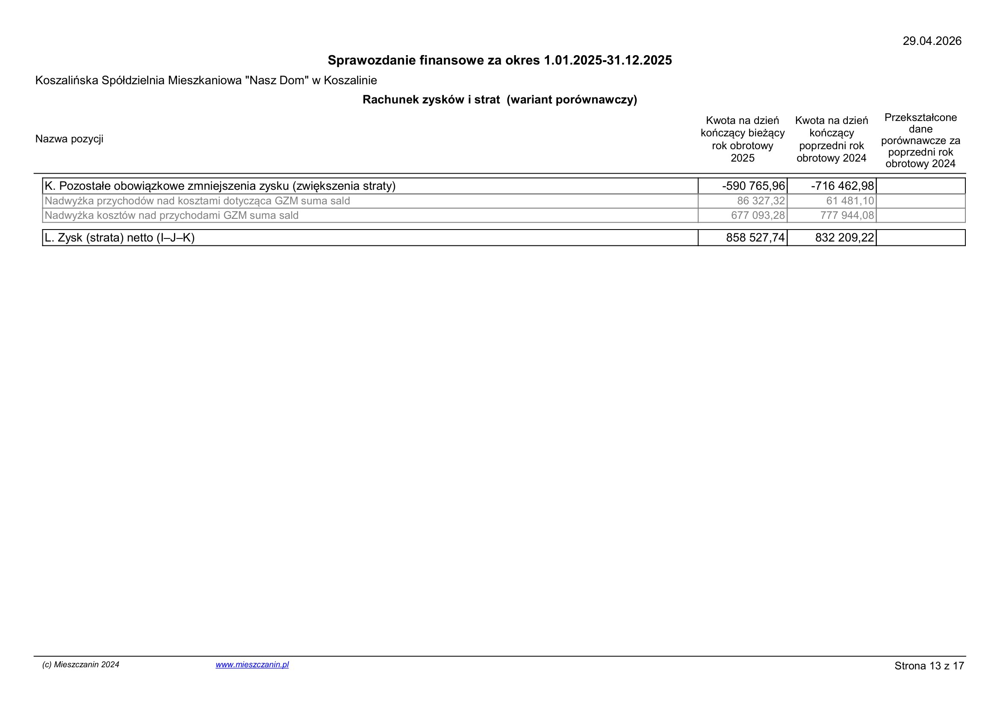 29.04.2026
Sprawozdanie finansowe za okres 1.01.2025-31.12.2025
Koszalińska Spółdzielnia Mieszkaniowa "Nasz Dom" w Koszalinie
Rachunek zysków i strat (wariant porównawczy)
Nazwa pozycji
Kwota na dzień
kończący bieżący
rok obrotowy
2025
Kwota na dzień
kończący
poprzedni rok
obrotowy 2024
Przekształcone
dane
porównawcze za
poprzedni rok
obrotowy 2024
K. Pozostałe obowiązkowe zmniejszenia zysku (zwiększenia straty) -590 765,96 -716 462,98
Nadwyżka przychodów nad kosztami dotycząca GZM suma sald 86 327,32 61 481,10
Nadwyżka kosztów nad przychodami GZM suma sald 677 093,28 777 944,08
L. Zysk (strata) netto (I–J–K) 858 527,74 832 209,22
(c) Mieszczanin 2024 www.mieszczanin.pl Strona 13 z 17